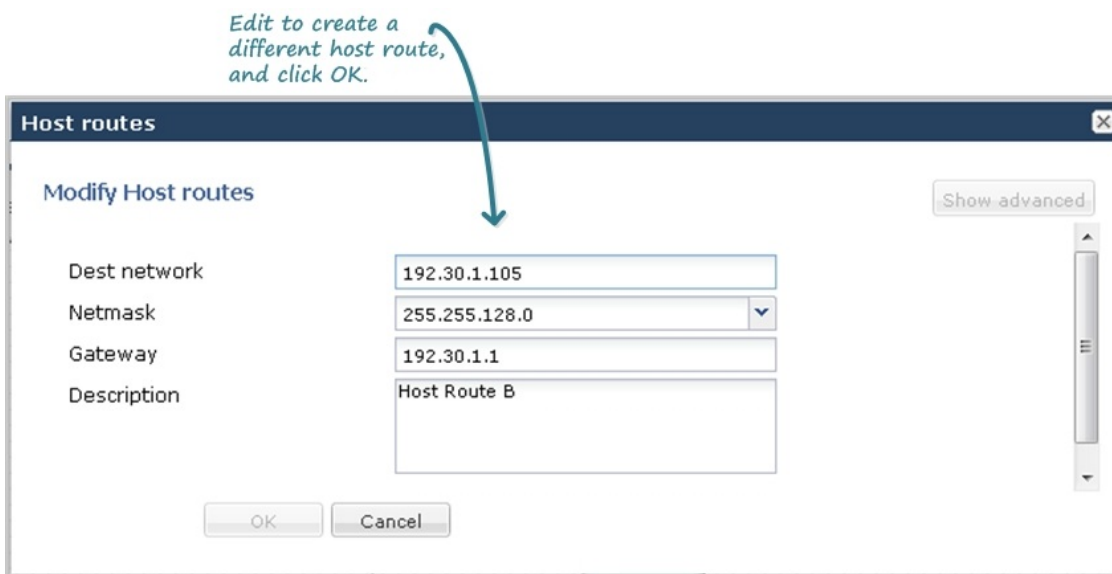 Edit to create a
different host route,
and click OK.
Host routes
Modify Host routes
Show advanced
Dest network
192.30.1.105
Netmask
255.255.128.0
Gateway
192.30.1.1
Description
Host Route B
OK
Cancel